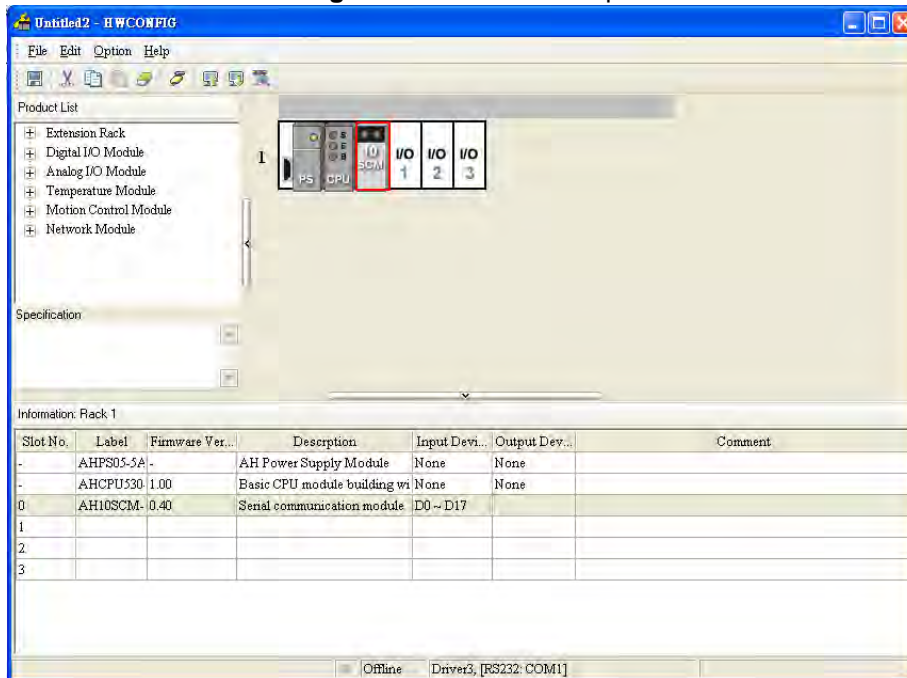 Untitled2 - HWCONFIG
File Edit Option Help
Product List
Extension Rack
Digital I/O Module
Analog I/O Module
Temperature Module
Motion Control Module
Network Module
1
PS CPU 10 SCM I/O 1 I/O 2 I/O 3
Specification
Information: Rack 1
Slot No. Label Firmware Ver... Descrption Input Devi... Output Dev... Comment
- AHPS05-5A - AH Power Supply Module None None
- AHCPU530- 1.00 Basic CPU module building wi None None
0 AH10SCM- 0.40 Serial communication module D0 ~ D17
1
2
3
Offline Driver3, [RS232: COM1]